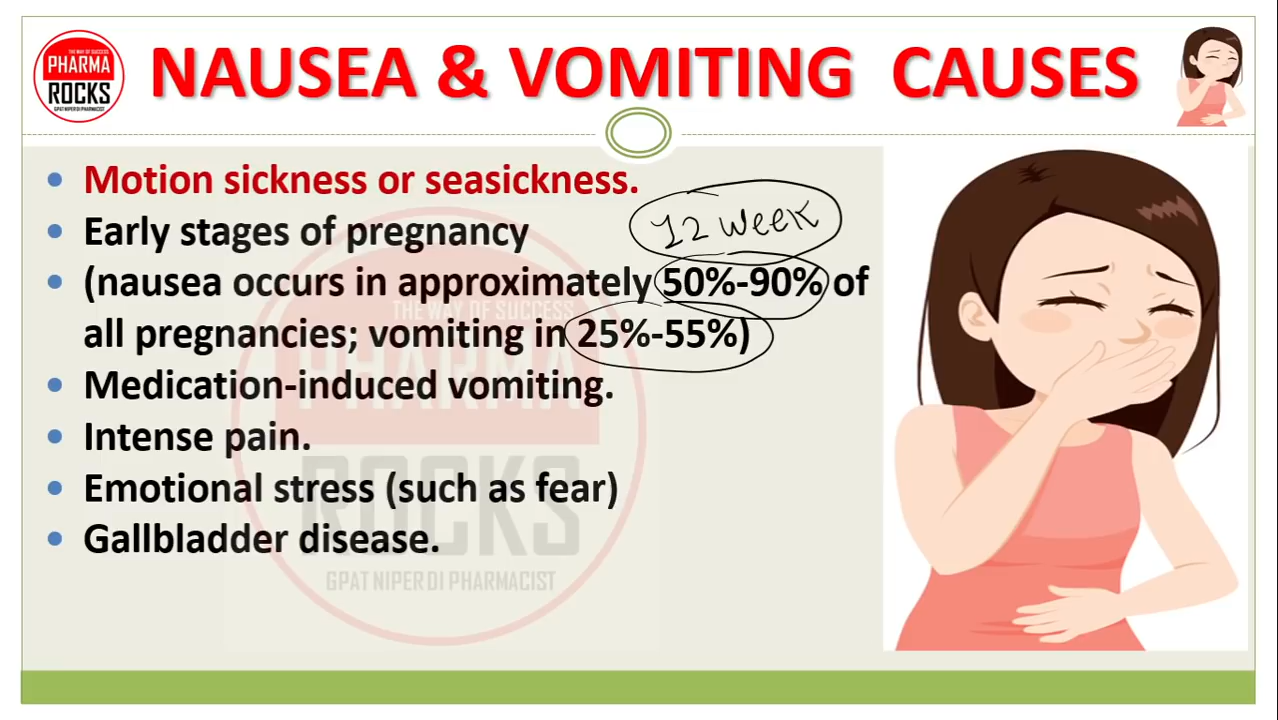 THE WAY OF SUCCESS
PHARMA
ROCKS
GPAT NIPER DI PHARMACIST
NAUSEA & VOMITING CAUSES
• Motion sickness or seasickness.
12 week
• Early stages of pregnancy
• (nausea occurs in approximately 50%-90% of
all pregnancies; vomiting in 25%-55%)
• Medication-induced vomiting.
• Intense pain.
• Emotional stress (such as fear)
• Gallbladder disease.
THE WAY OF SUCCESS
PHARMA
ROCKS
GPAT NIPER DI PHARMACIST